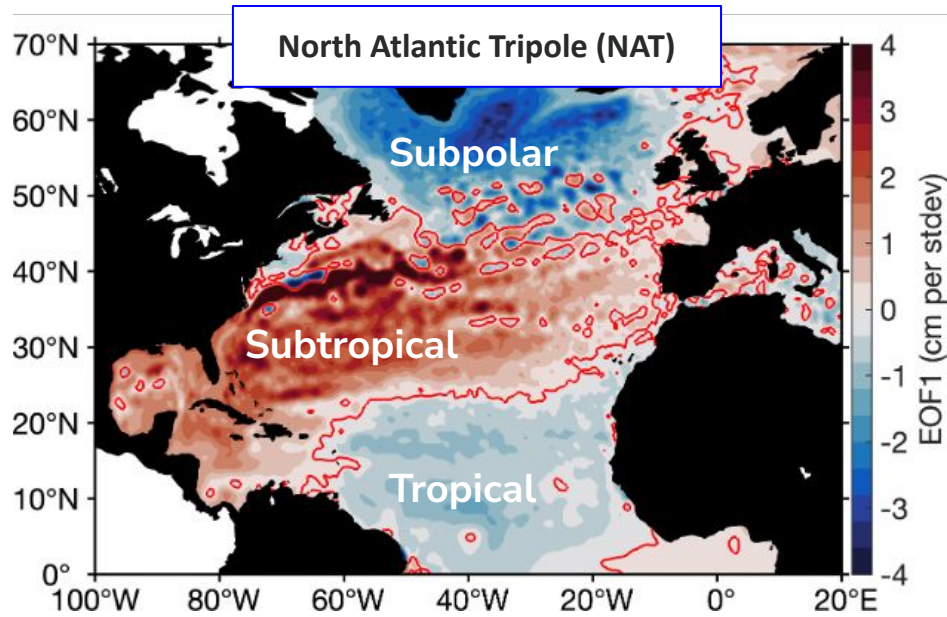 North Atlantic Tripole (NAT)
70°N
60°N
50°N
40°N
30°N
20°N
10°N
0°
Subpolar
Subtropical
Tropical
100°W
80°W
60°W
40°W
20°W
0°
20°E
4
3
2
1
0
-1
-2
-3
-4
EOF1 (cm per stdev)